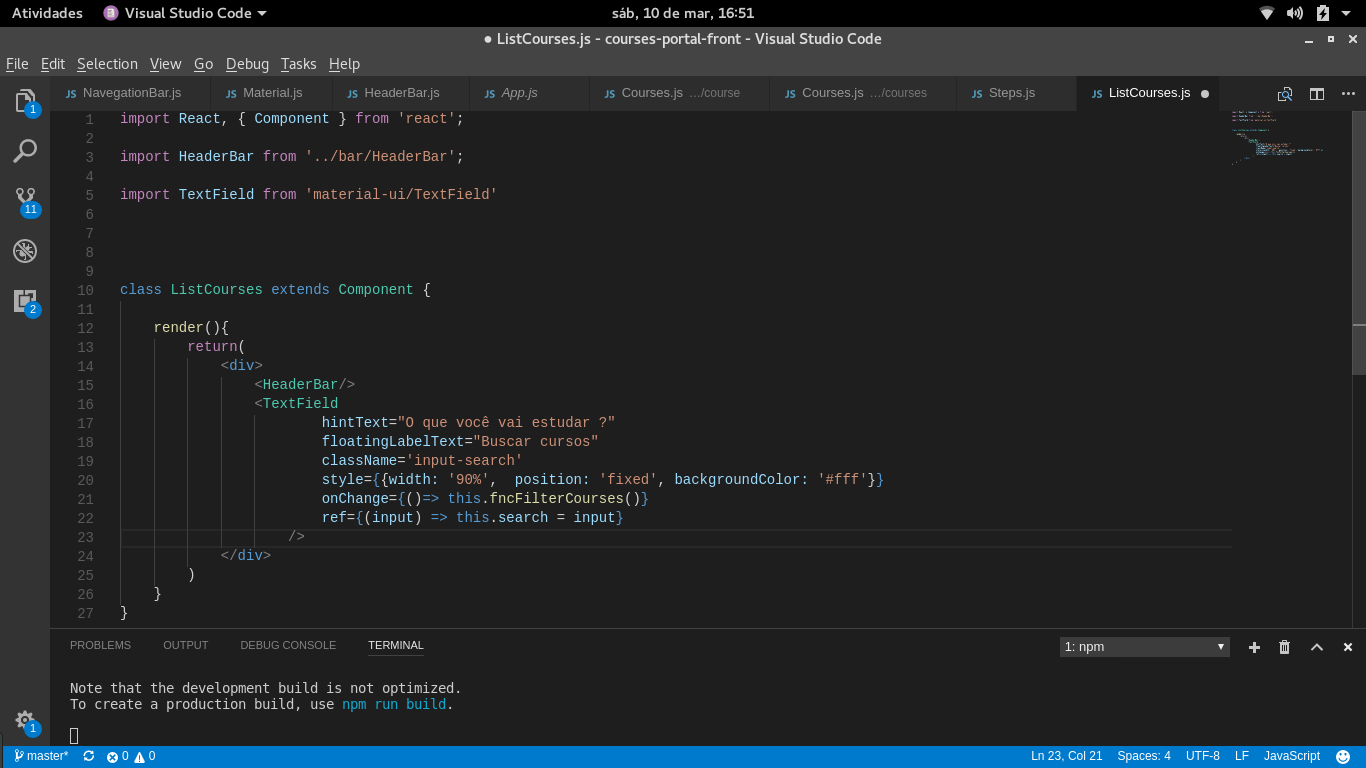 Atividades Visual Studio Code sáb, 10 de mar, 16:51
● ListCourses.js - courses-portal-front - Visual Studio Code
File Edit Selection View Go Debug Tasks Help
JS NavegationBar.js JS Material.js JS HeaderBar.js JS App.js JS Courses.js …/course JS Courses.js …/courses JS Steps.js JS ListCourses.js ●
1 import React, { Component } from 'react';
2
3 import HeaderBar from '../bar/HeaderBar';
4
5 import TextField from 'material-ui/TextField'
6
7
8
9
10 class ListCourses extends Component {
11
12 render(){
13 return(
14 <div>
15 <HeaderBar/>
16 <TextField
17 hintText="O que você vai estudar ?"
18 floatingLabelText="Buscar cursos"
19 className='input-search'
20 style={{width: '90%',  position: 'fixed', backgroundColor: '#fff'}}
21 onChange={()=> this.fncFilterCourses()}
22 ref={(input) => this.search = input}
23 />
24 </div>
25 )
26 }
27 }
1
11
2
1
PROBLEMS OUTPUT DEBUG CONSOLE TERMINAL 1: npm
Note that the development build is not optimized.
To create a production build, use npm run build.
master* 0 0 Ln 23, Col 21 Spaces: 4 UTF-8 LF JavaScript